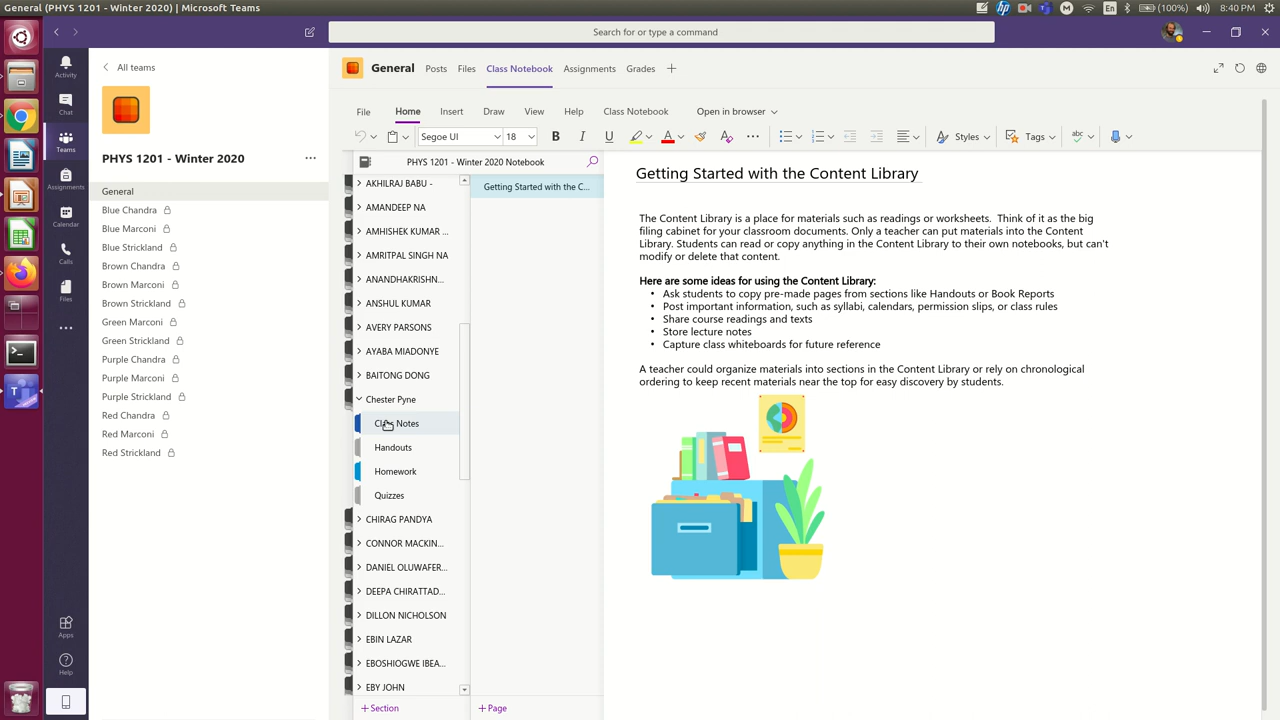 General (PHYS 1201 - Winter 2020) | Microsoft Teams
En
(100%)
8:40 PM
Search for or type a command
Activity
Chat
Teams
Assignments
Calendar
Calls
Files
Apps
Help
All teams
PHYS 1201 - Winter 2020
General
Blue Chandra
Blue Marconi
Blue Strickland
Brown Chandra
Brown Marconi
Brown Strickland
Green Marconi
Green Strickland
Purple Chandra
Purple Marconi
Purple Strickland
Red Chandra
Red Marconi
Red Strickland
General Posts Files Class Notebook Assignments Grades
File Home Insert Draw View Help Class Notebook Open in browser
Segoe UI 18 B I U A Styles Tags
PHYS 1201 - Winter 2020 Notebook
AKHILRAJ BABU -
AMANDEEP NA
AMHISHEK KUMAR ...
AMRITPAL SINGH NA
ANANDHAKRISHN...
ANSHUL KUMAR
AVERY PARSONS
AYABA MIADONYE
BAITONG DONG
Chester Pyne
Class Notes
Handouts
Homework
Quizzes
CHIRAG PANDYA
CONNOR MACKIN...
DANIEL OLUWAFER...
DEEPA CHIRATTAD...
DILLON NICHOLSON
EBIN LAZAR
EBOSHIOGWE IBEA...
EBY JOHN
+ Section
Getting Started with the C...
+ Page
Getting Started with the Content Library
The Content Library is a place for materials such as readings or worksheets. Think of it as the big
filing cabinet for your classroom documents. Only a teacher can put materials into the Content
Library. Students can read or copy anything in the Content Library to their own notebooks, but can't
modify or delete that content.
Here are some ideas for using the Content Library:
• Ask students to copy pre-made pages from sections like Handouts or Book Reports
• Post important information, such as syllabi, calendars, permission slips, or class rules
• Share course readings and texts
• Store lecture notes
• Capture class whiteboards for future reference
A teacher could organize materials into sections in the Content Library or rely on chronological
ordering to keep recent materials near the top for easy discovery by students.